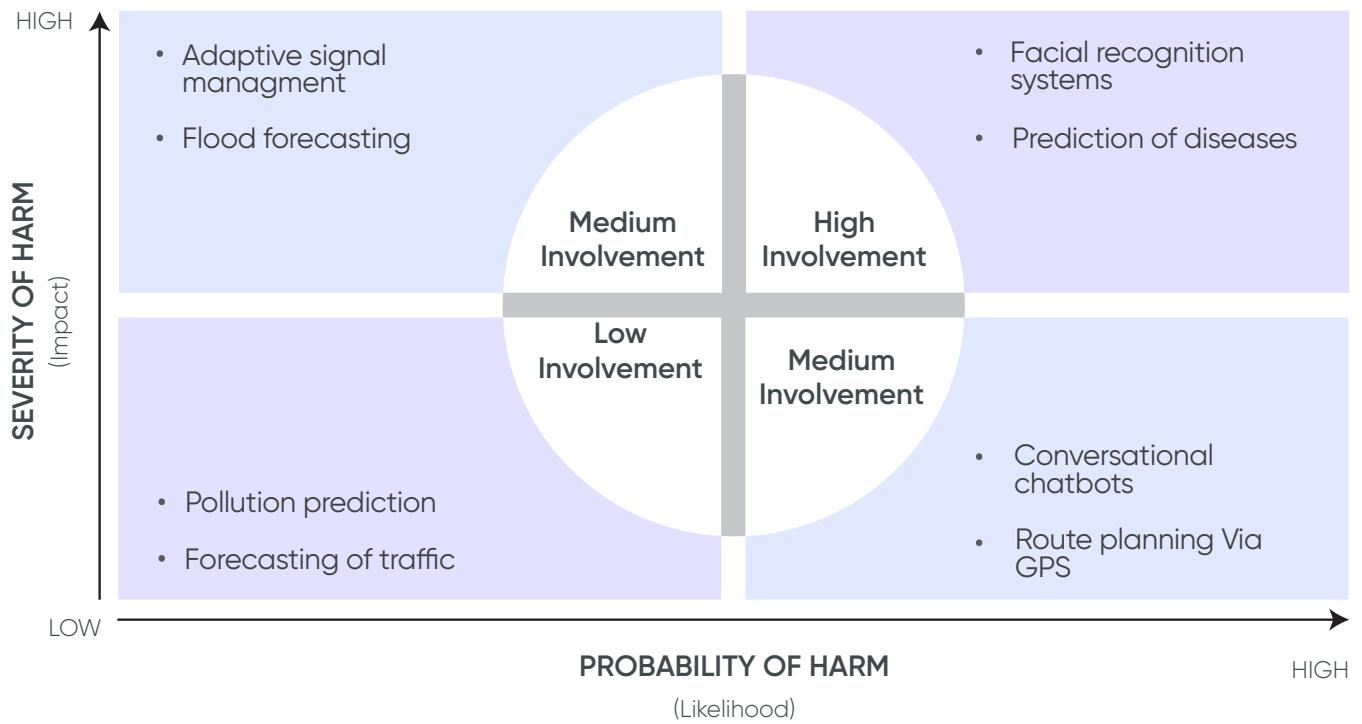 HIGH
• Adaptive signal
managment
• Flood forecasting
• Facial recognition
systems
• Prediction of diseases
Medium
Involvement
High
Involvement
SEVERITY OF HARM
(Impact)
Low
Involvement
Medium
Involvement
• Pollution prediction
• Forecasting of traffic
• Conversational
chatbots
• Route planning Via
GPS
LOW
PROBABILITY OF HARM
HIGH
(Likelihood)